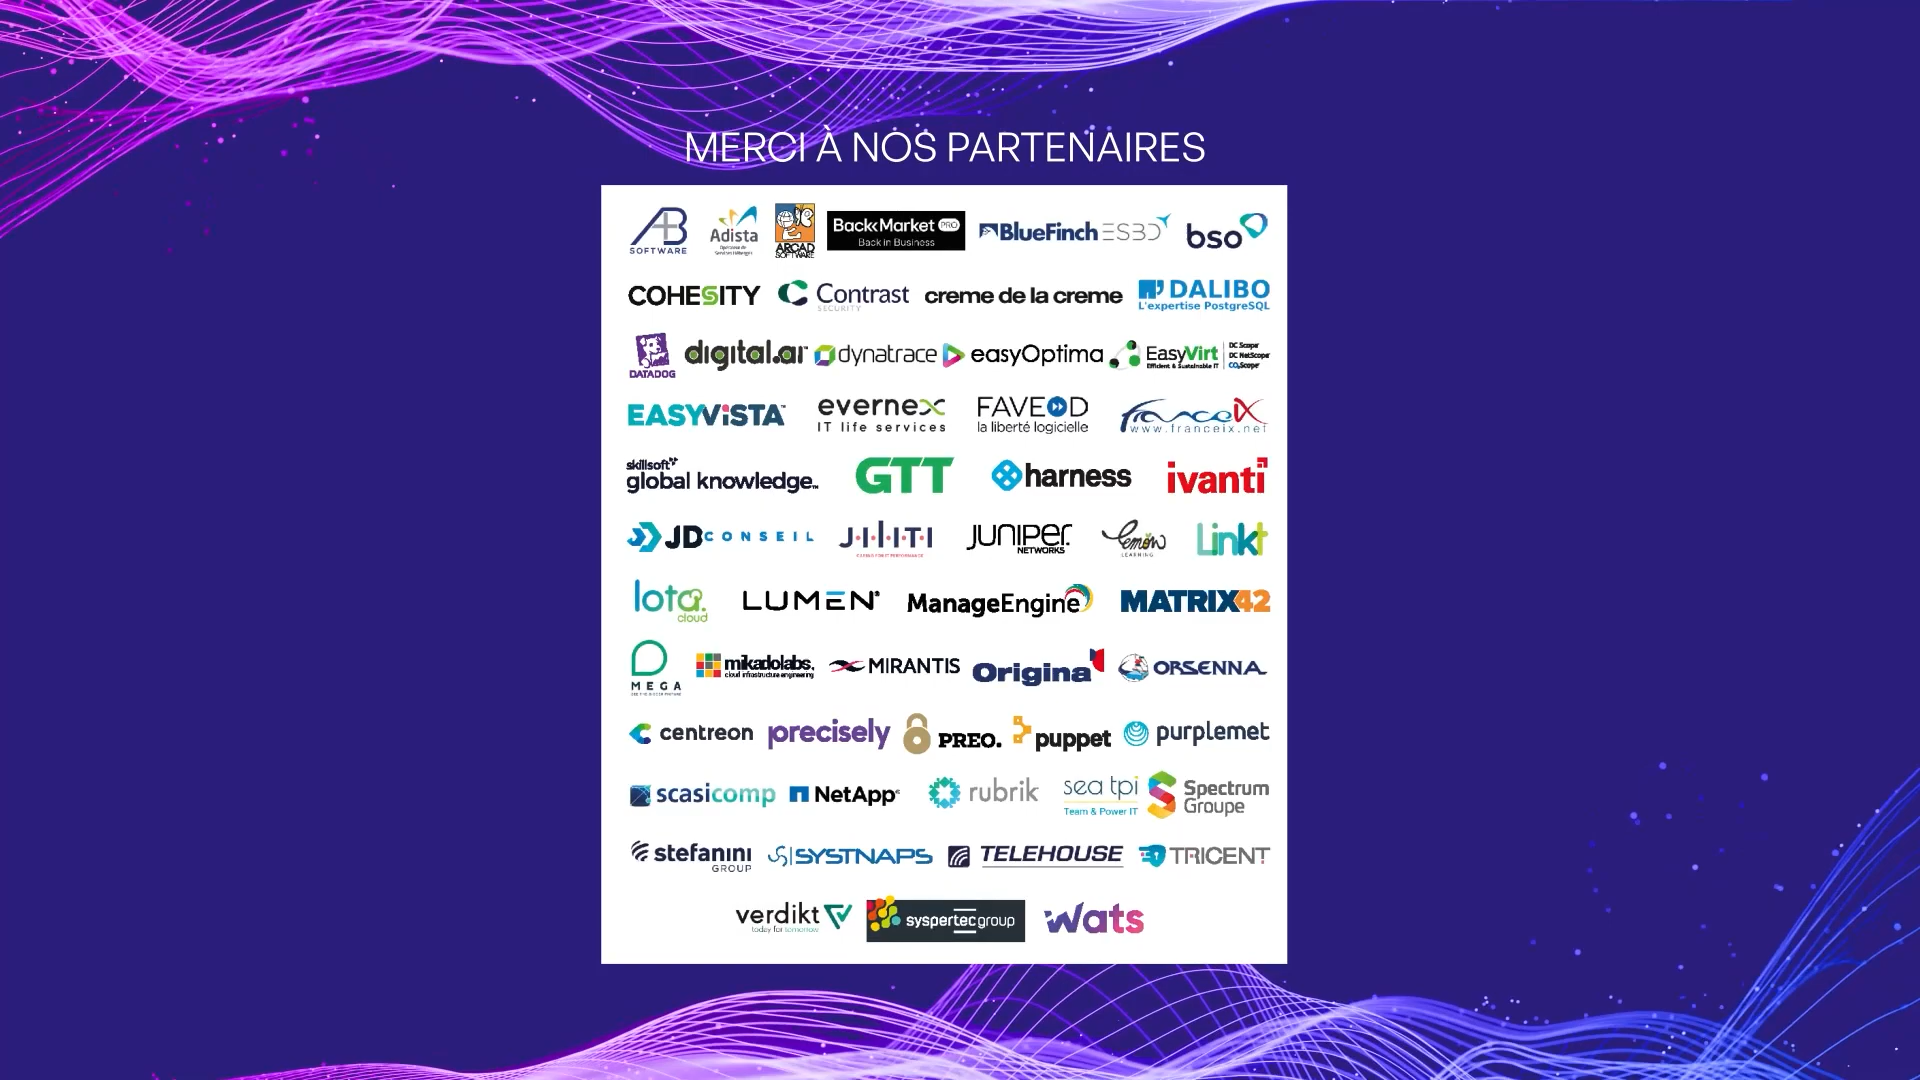 MERCI À NOS PARTENAIRES
AB SOFTWARE Adista ARCAD SOFTWARE Back Market PRO Back in Business BlueFinch ESBD bso
COHESITY Contrast SECURITY creme de la creme DALIBO L'expertise PostgreSQL
DATADOG digital.ai dynatrace easyOptima EasyVirt Efficient & Sustainable IT DC Scope DC NetScope CO2Scope
EASYVISTA evernex IT life services FAVEOD la liberté logicielle franceix www.franceix.net
skillsoft global knowledge GTT harness ivanti
JD CONSEIL JILITI JUNIPER NETWORKS lemon LEARNING Linkt
lota.cloud LUMEN ManageEngine MATRIX42
MEGA mikadolabs. cloud infrastructure engineering MIRANTIS Origina ORSENNA
centreon precisely PREO. puppet purplemet
scasicomp NetApp rubrik sea tpi Team & Power IT Spectrum Groupe
stefanini GROUP SYSTNAPS TELEHOUSE TRICENT
verdikt today for tomorrow syspertec group Wats